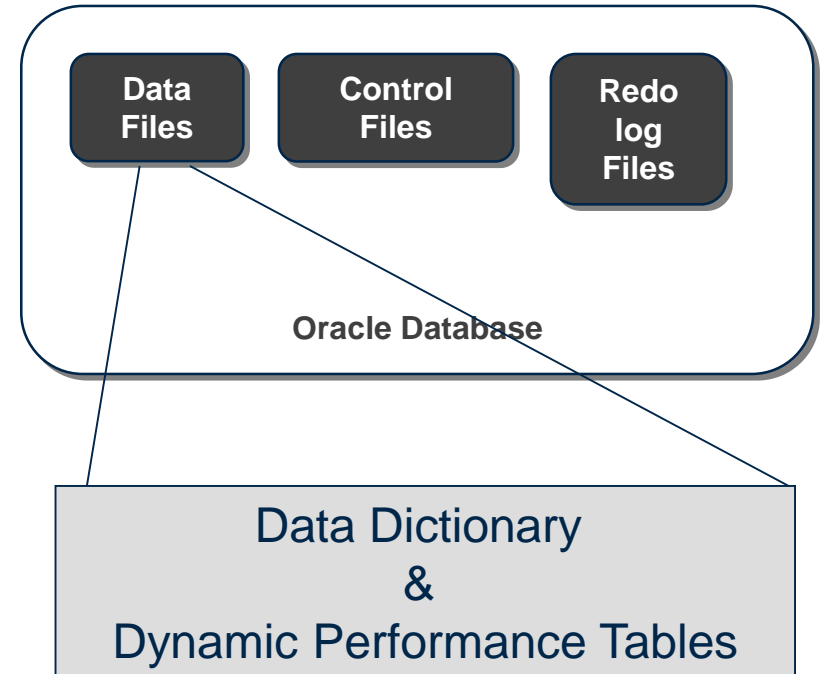 Data
Files
Control
Files
Redo
log
Files
Oracle Database
Data Dictionary
&
Dynamic Performance Tables